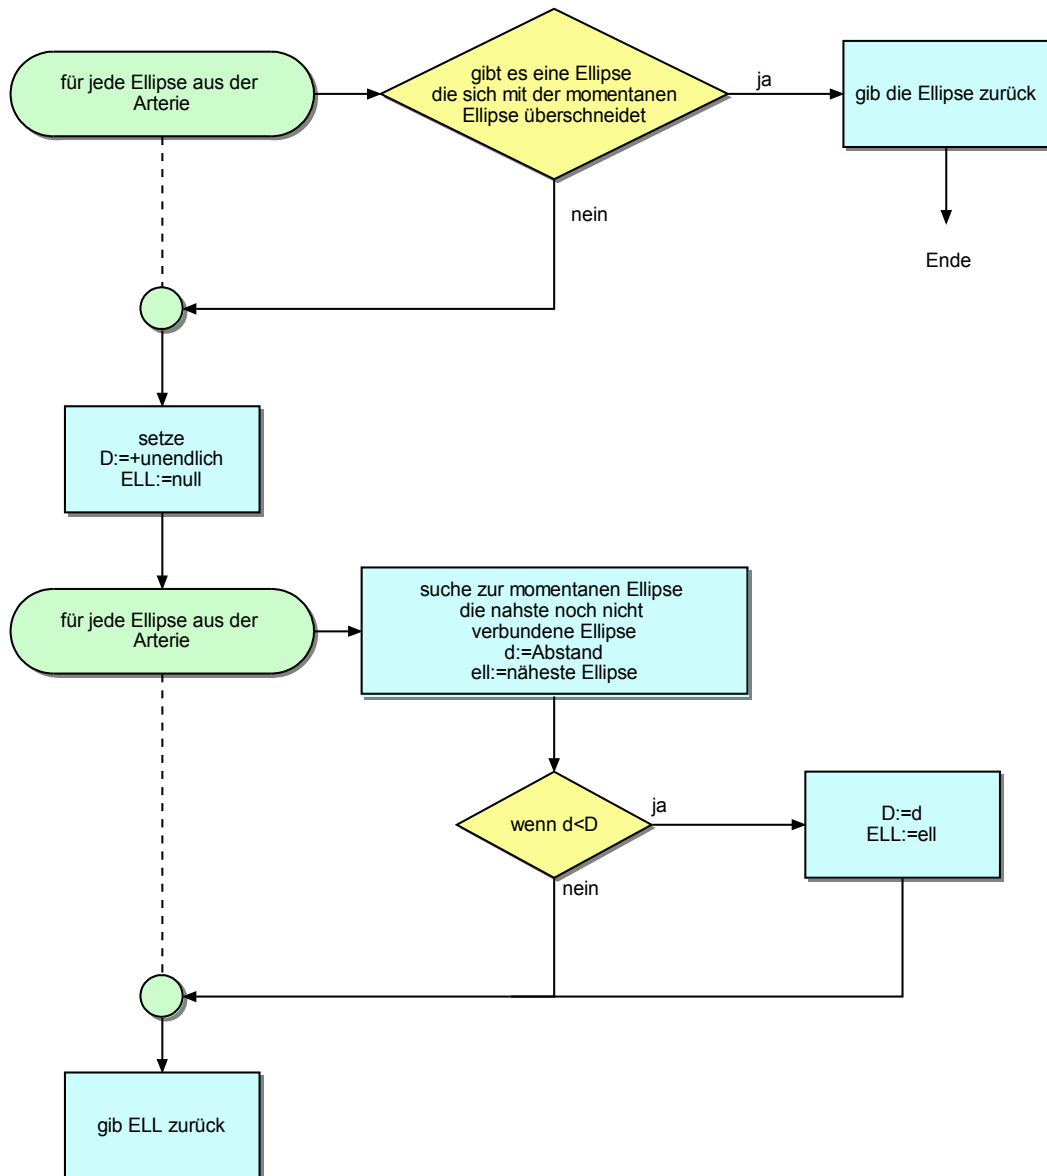 für jede Ellipse aus der
Arterie
gibt es eine Ellipse
die sich mit der momentanen
Ellipse überschneidet
ja
gib die Ellipse zurück
nein
Ende
setze
D:=+unendlich
ELL:=null
für jede Ellipse aus der
Arterie
suche zur momentanen Ellipse
die nahste noch nicht
verbundene Ellipse
d:=Abstand
ell:=näheste Ellipse
wenn d<D
ja
D:=d
ELL:=ell
nein
gib ELL zurück